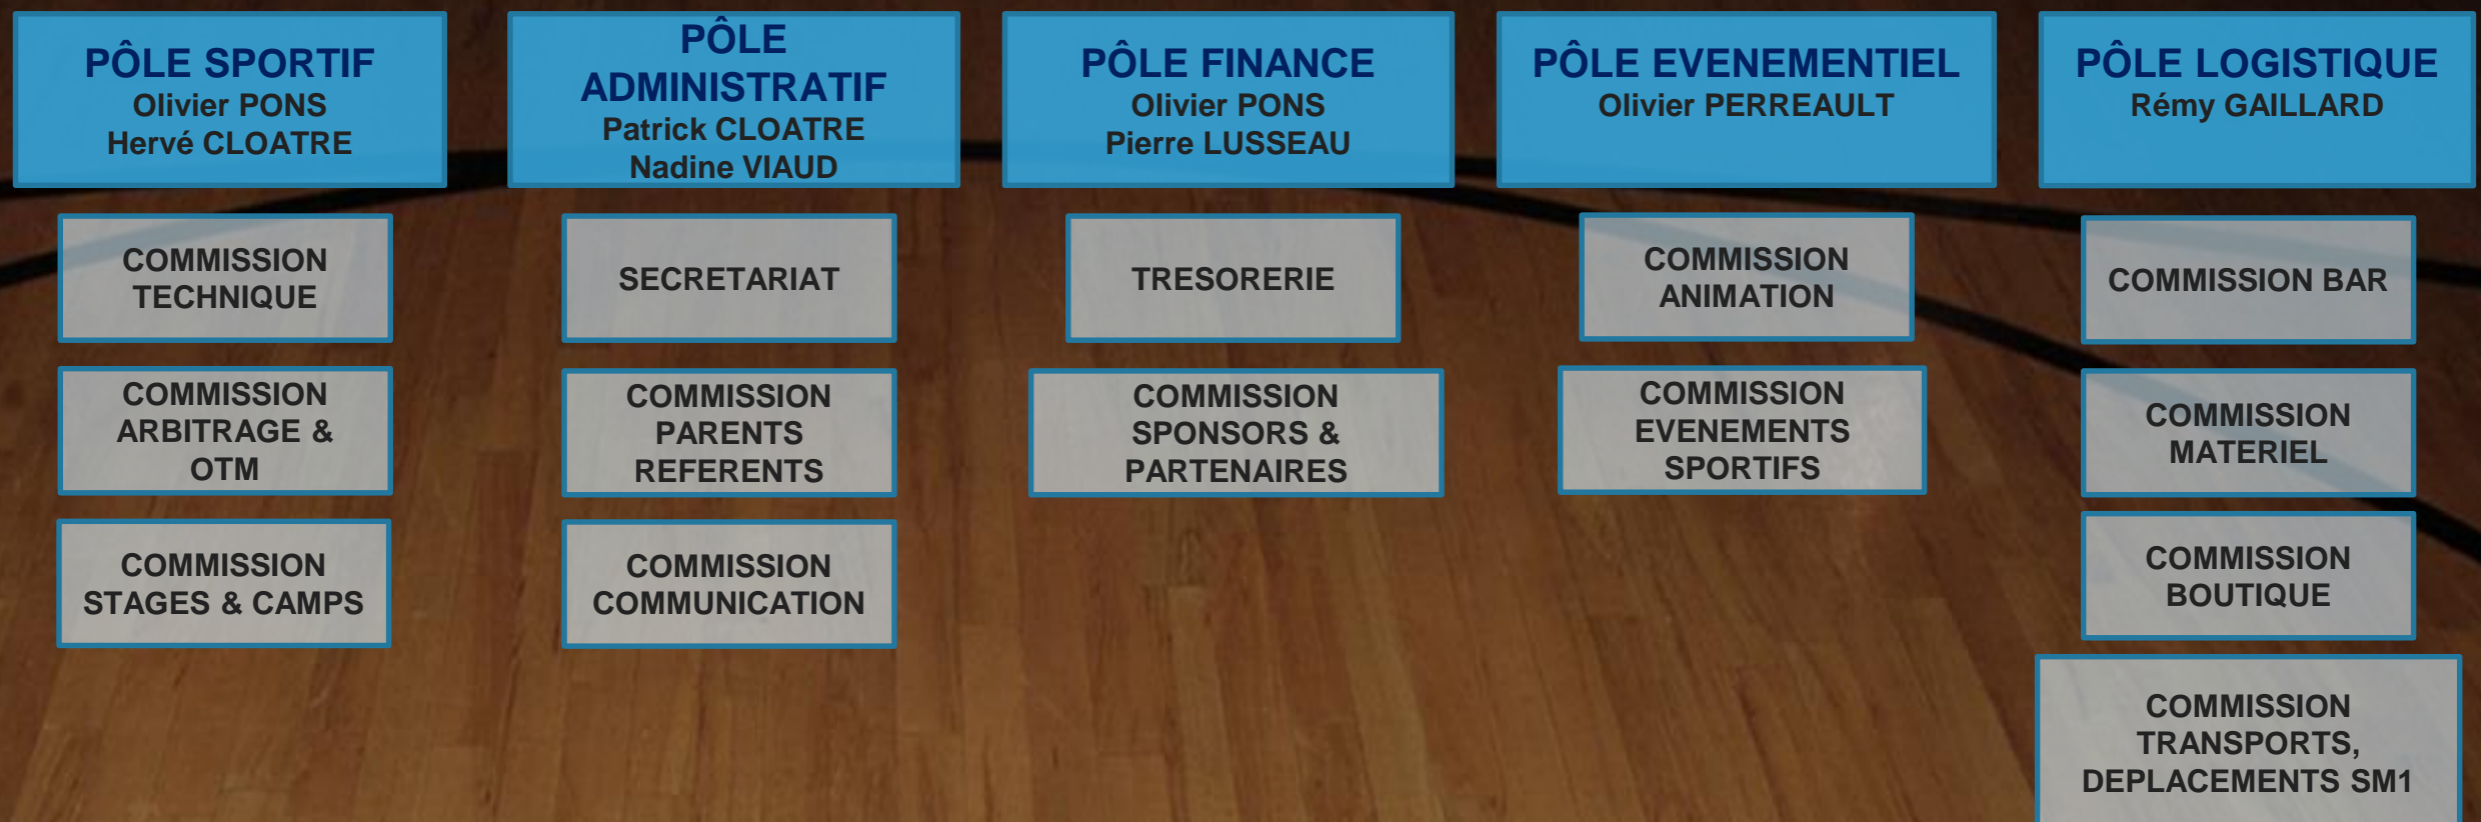 PÔLE SPORTIF
Olivier PONS
Hervé CLOATRE
COMMISSION
TECHNIQUE
COMMISSION
ARBITRAGE &
OTM
COMMISSION
STAGES & CAMPS
PÔLE
ADMINISTRATIF
Patrick CLOATRE
Nadine VIAUD
SECRETARIAT
COMMISSION
PARENTS
REFERENTS
COMMISSION
COMMUNICATION
PÔLE FINANCE
Olivier PONS
Pierre LUSSEAU
TRESORERIE
COMMISSION
SPONSORS &
PARTENAIRES
PÔLE EVENEMENTIEL
Olivier PERREAULT
COMMISSION
ANIMATION
COMMISSION
EVENEMENTS
SPORTIFS
PÔLE LOGISTIQUE
Rémy GAILLARD
COMMISSION BAR
COMMISSION
MATERIEL
COMMISSION
BOUTIQUE
COMMISSION
TRANSPORTS,
DEPLACEMENTS SM1